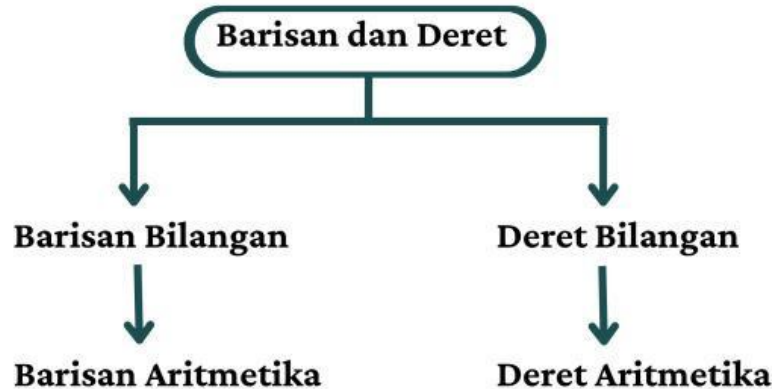 Barisan dan Deret
Barisan Bilangan
Deret Bilangan
Barisan Aritmetika
Deret Aritmetika